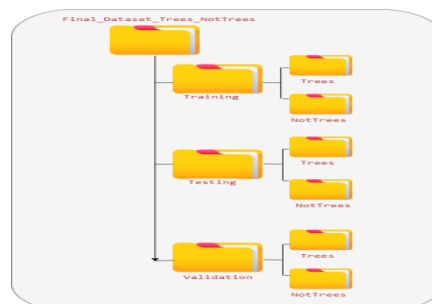 Final_Dataset_Trees_NotTrees
Trees
Training
NotTrees
Trees
Testing
NotTrees
Trees
Validation
NotTrees